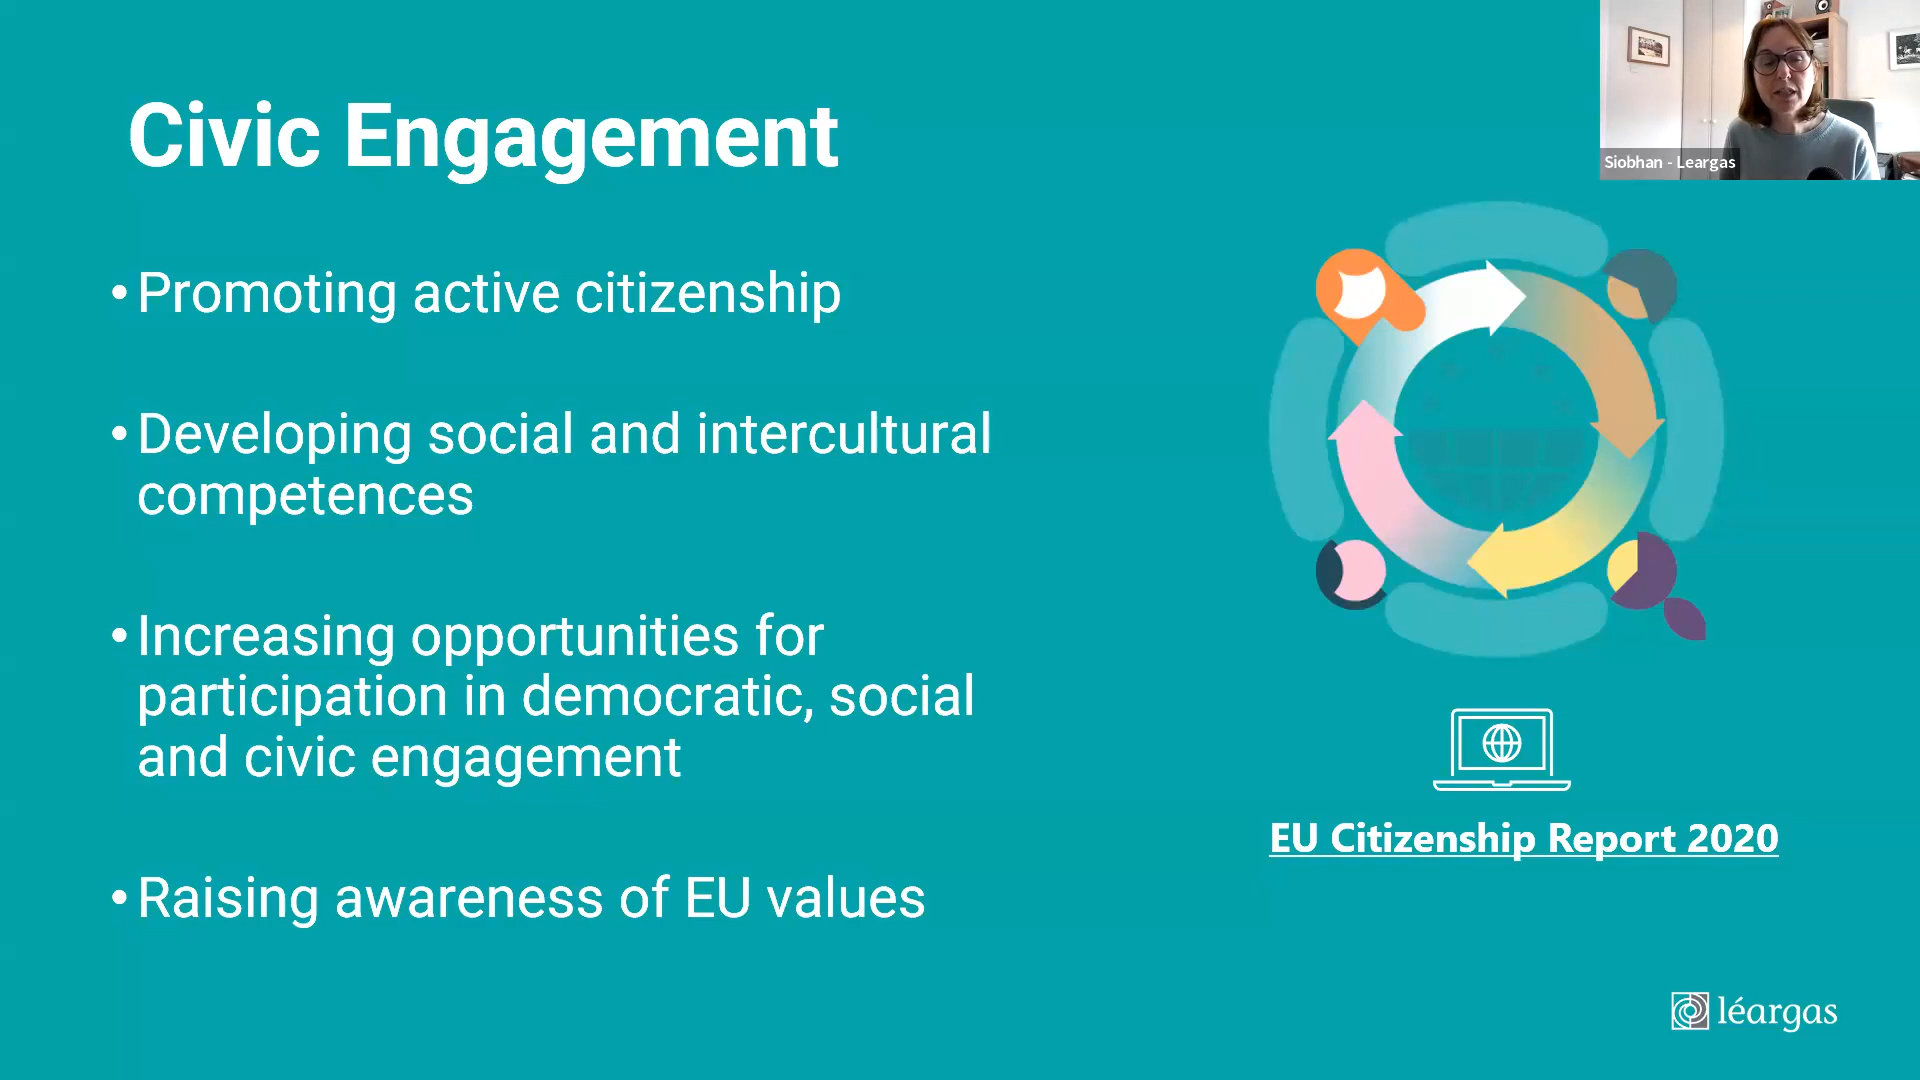 Siobhan - Leargas
Civic Engagement
• Promoting active citizenship
• Developing social and intercultural
competences
• Increasing opportunities for
participation in democratic, social
and civic engagement
• Raising awareness of EU values
EU Citizenship Report 2020
léargas